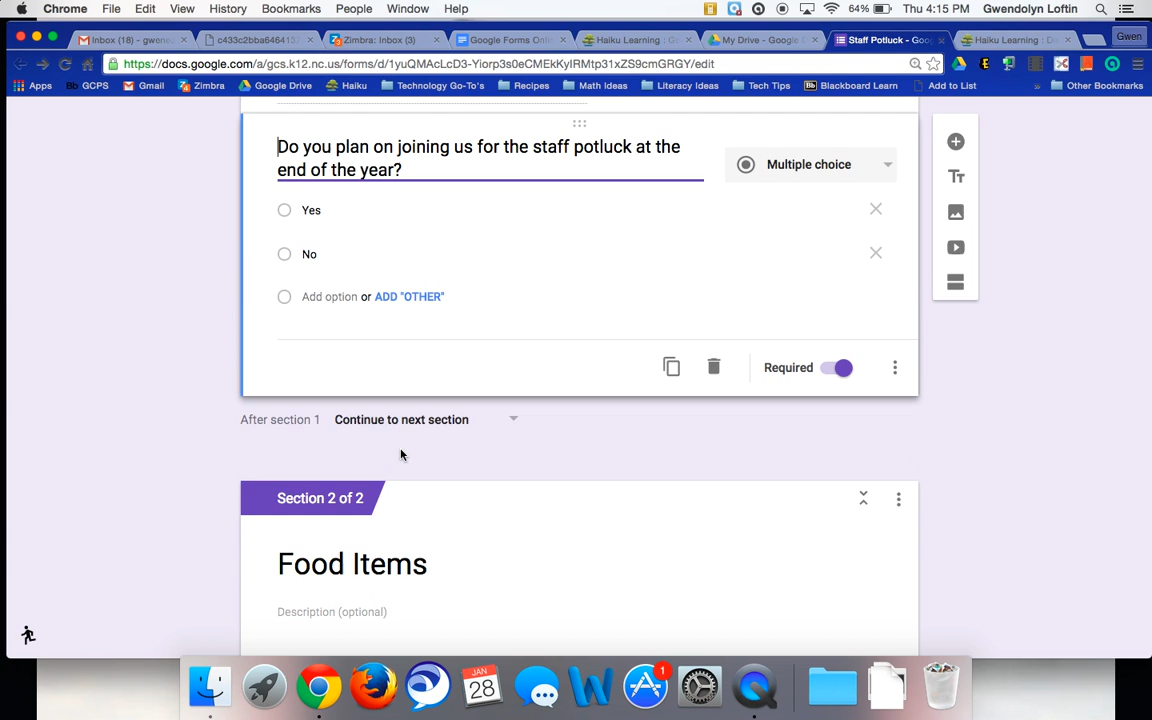 Chrome File Edit View History Bookmarks People Window Help 64% Thu 4:15 PM Gwendolyn Loftin
Inbox (18) - gwene c433c2bba6464137 Zimbra: Inbox (3) Google Forms Onli Haiku Learning : G My Drive - Google D Staff Potluck - Goo Haiku Learning : D Gwen
https://docs.google.com/a/gcs.k12.nc.us/forms/d/1yuQMAcLcD3-Yiorp3s0eCMEkKyIRMtp31xZS9cmGRGY/edit
Apps Bb GCPS Gmail Zimbra Google Drive Haiku Technology Go-To's Recipes Math Ideas Literacy Ideas Tech Tips Bb Blackboard Learn Add to List » Other Bookmarks
Do you plan on joining us for the staff potluck at the
end of the year?
Multiple choice
Yes
No
Add option or ADD "OTHER"
Required
After section 1 Continue to next section
Section 2 of 2
Food Items
Description (optional)
JAN
28
1